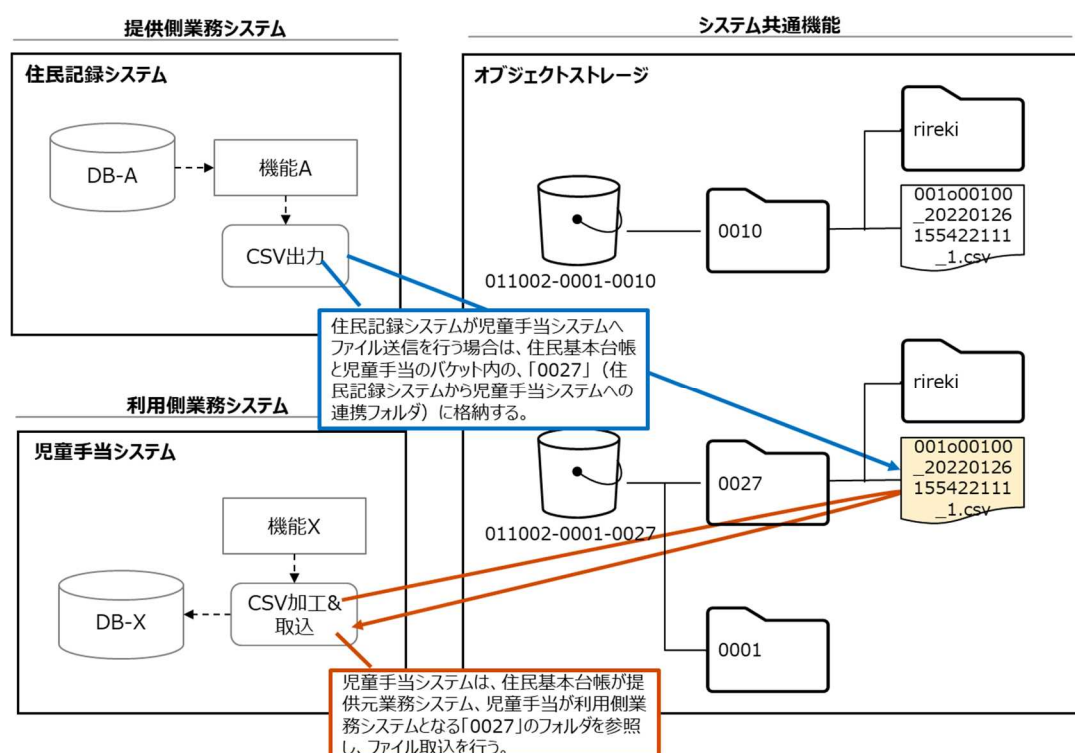 提供側業務システム
システム共通機能
住民記録システム
DB-A
機能A
CSV出力
オブジェクトストレージ
rireki
011002-0001-0010
0010
001o00100
_20220126
155422111
_1.csv
住民記録システムが児童手当システムへ
ファイル送信を行う場合は、住民基本台帳
と児童手当のバケット内の、「0027」（住
民記録システムから児童手当システムへの
連携フォルダ）に格納する。
利用側業務システム
児童手当システム
機能X
CSV加工&
取込
DB-X
rireki
011002-0001-0027
0027
001o00100
_20220126
155422111
_1.csv
0001
児童手当システムは、住民基本台帳が提
供元業務システム、児童手当が利用側業
務システムとなる「0027」のフォルダを参照
し、ファイル取込を行う。